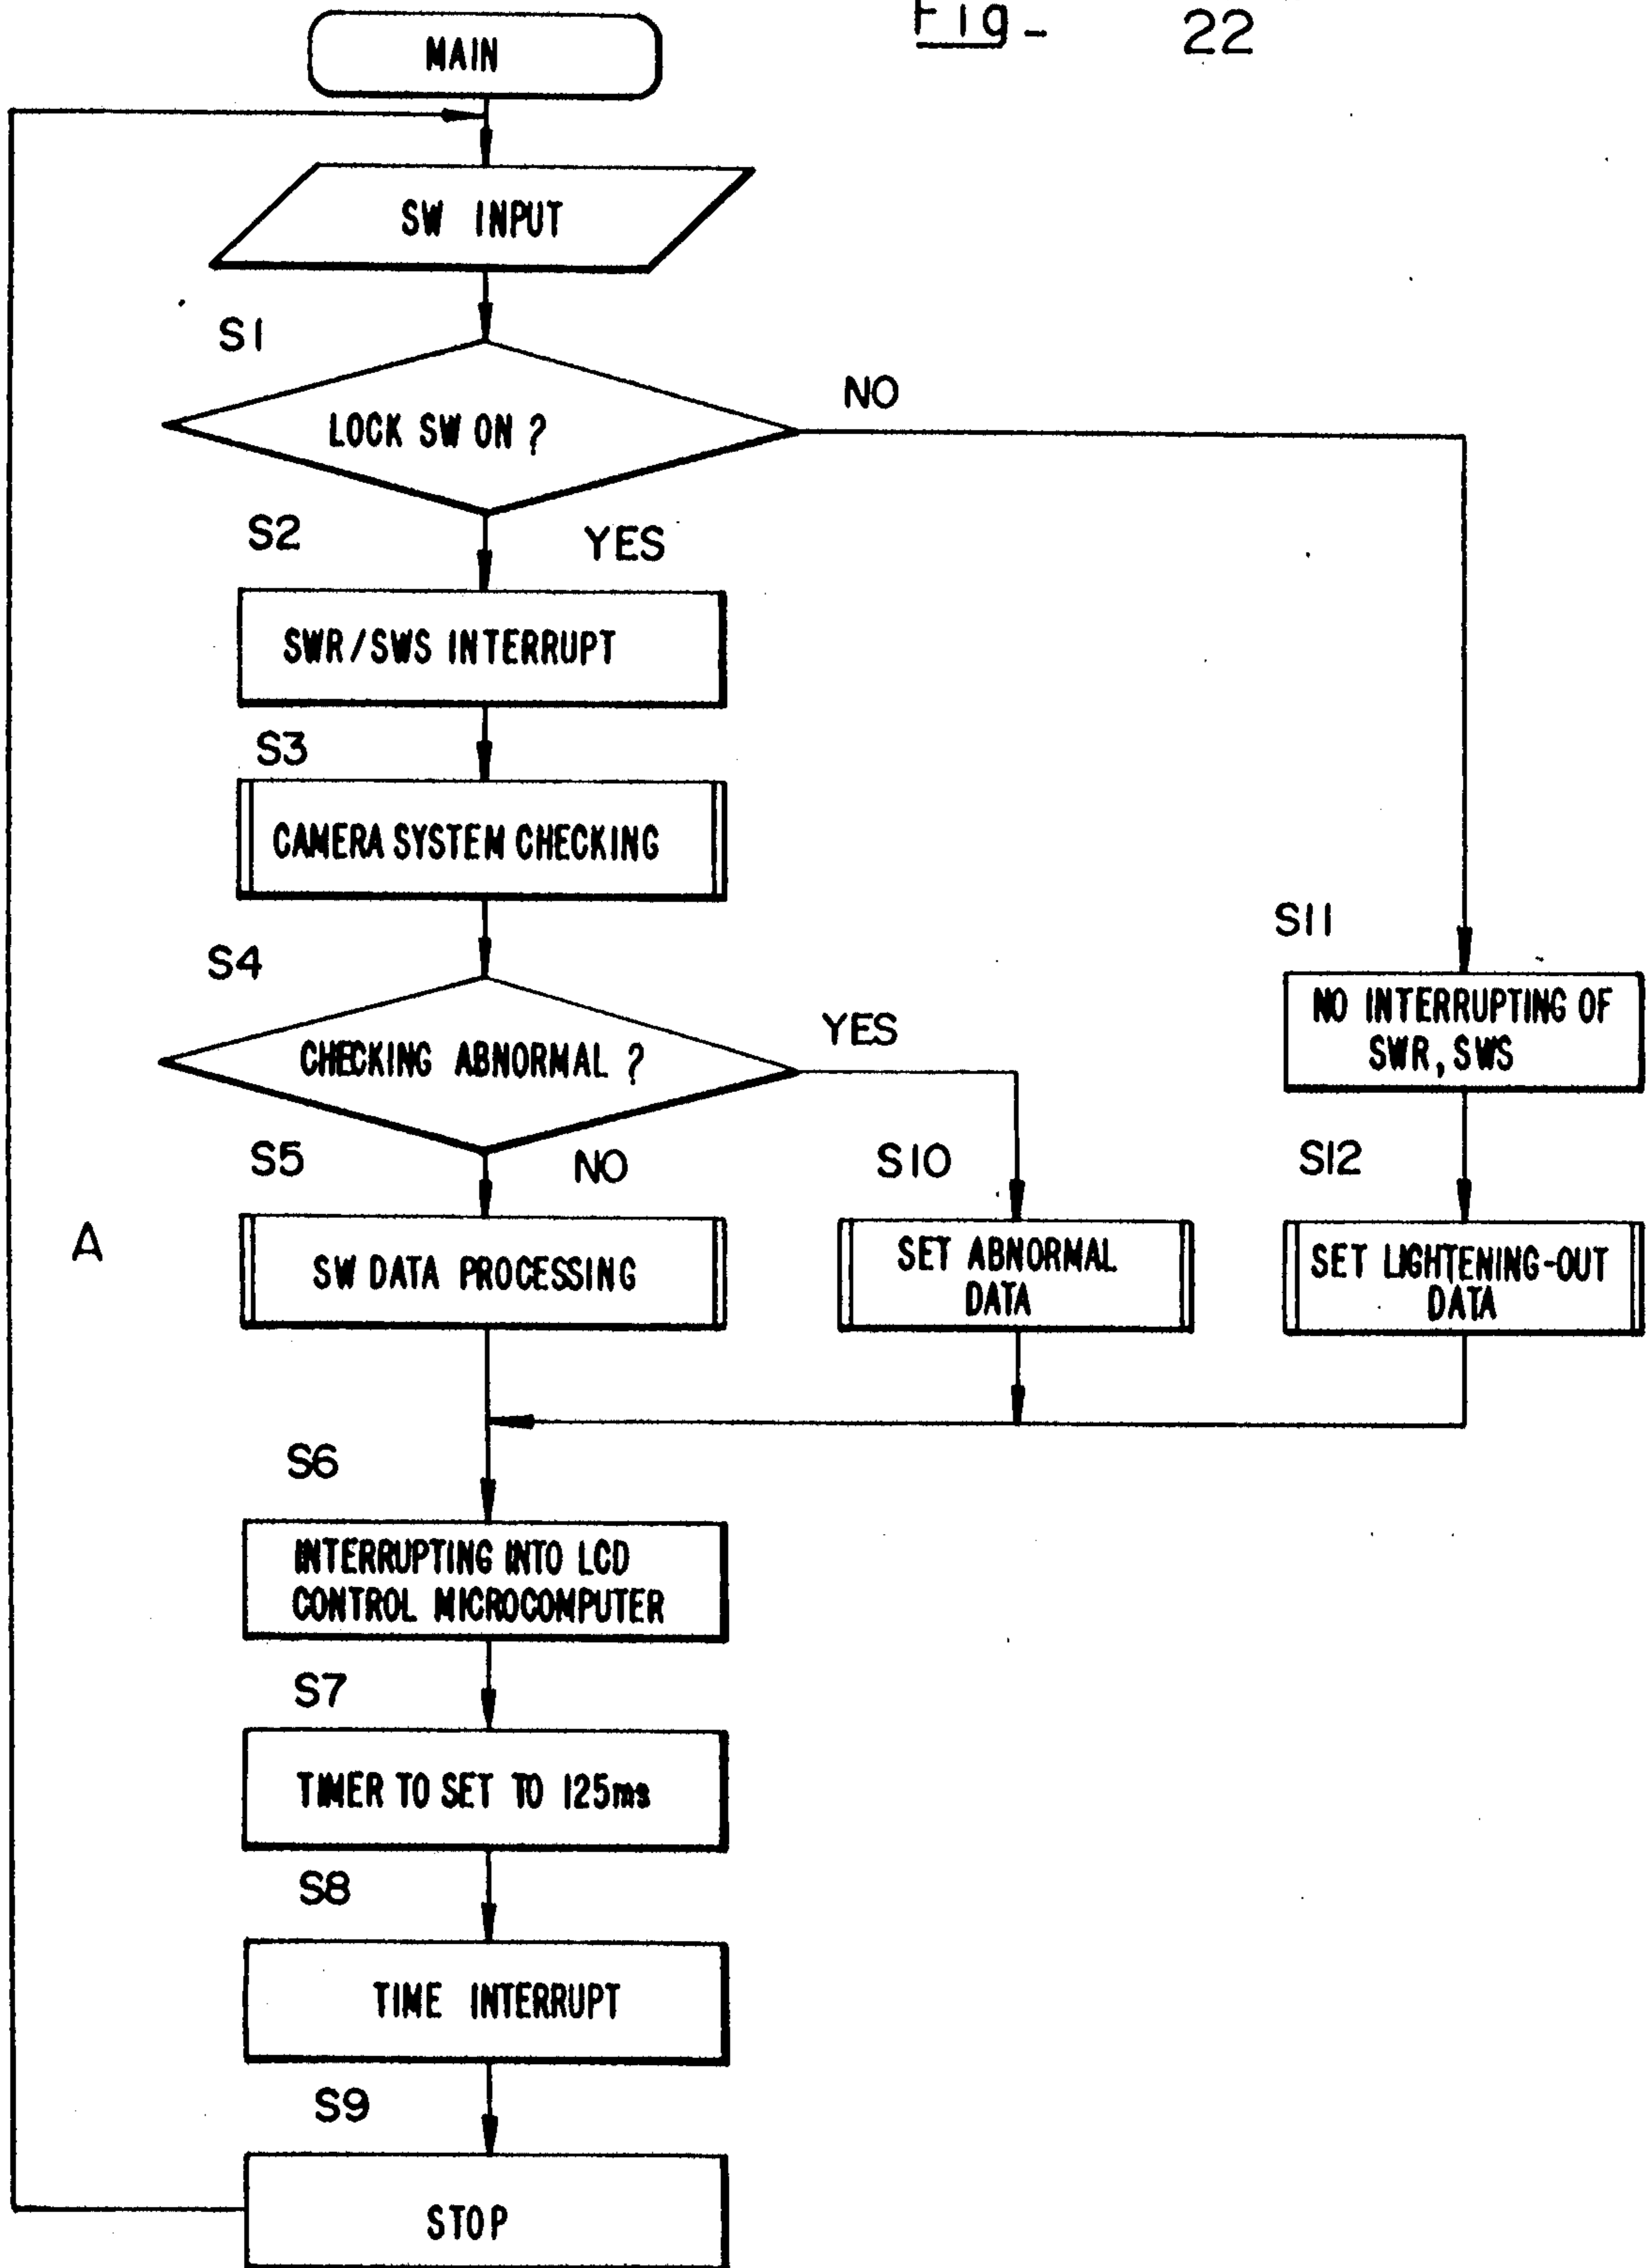 Fig- 22
MAIN
SW INPUT
S1
LOCK SW ON ?
NO
S2
YES
SWR/SWS INTERRUPT
S3
CAMERA SYSTEM CHECKING
S4
CHECKING ABNORMAL ?
YES
S11
NO INTERRUPTING OF
SWR, SWS
S5
NO
S10
S12
A
SW DATA PROCESSING
SET ABNORMAL
DATA
SET LIGHTENING-OUT
DATA
S6
INTERRUPTING INTO LCD
CONTROL MICROCOMPUTER
S7
TIMER TO SET TO 125ms
S8
TIME INTERRUPT
S9
STOP